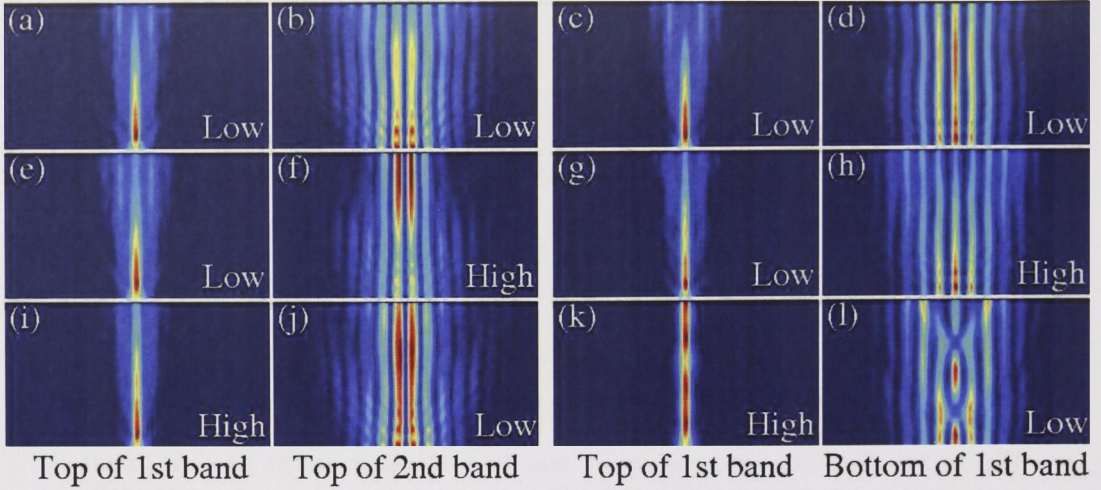 (a) (b) (c) (d)
Low Low Low Low
(e) (f) (g) (h)
Low High Low High
(i) (j) (k) (l)
High Low High Low
Top of 1st band Top of 2nd band Top of 1st band Bottom of 1st band